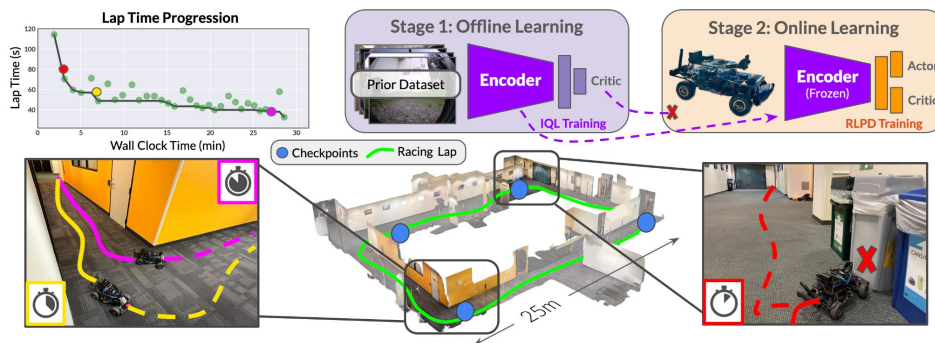 Lap Time Progression
Lap Time (s)
120
100
80
60
40
20
0
5
10
15
20
25
30
Wall Clock Time (min)
Stage 1: Offline Learning
Prior Dataset
Encoder
Critic
IQL Training
Stage 2: Online Learning
Encoder
(Frozen)
Actor
Critic
RLPD Training
Checkpoints
Racing Lap
25m